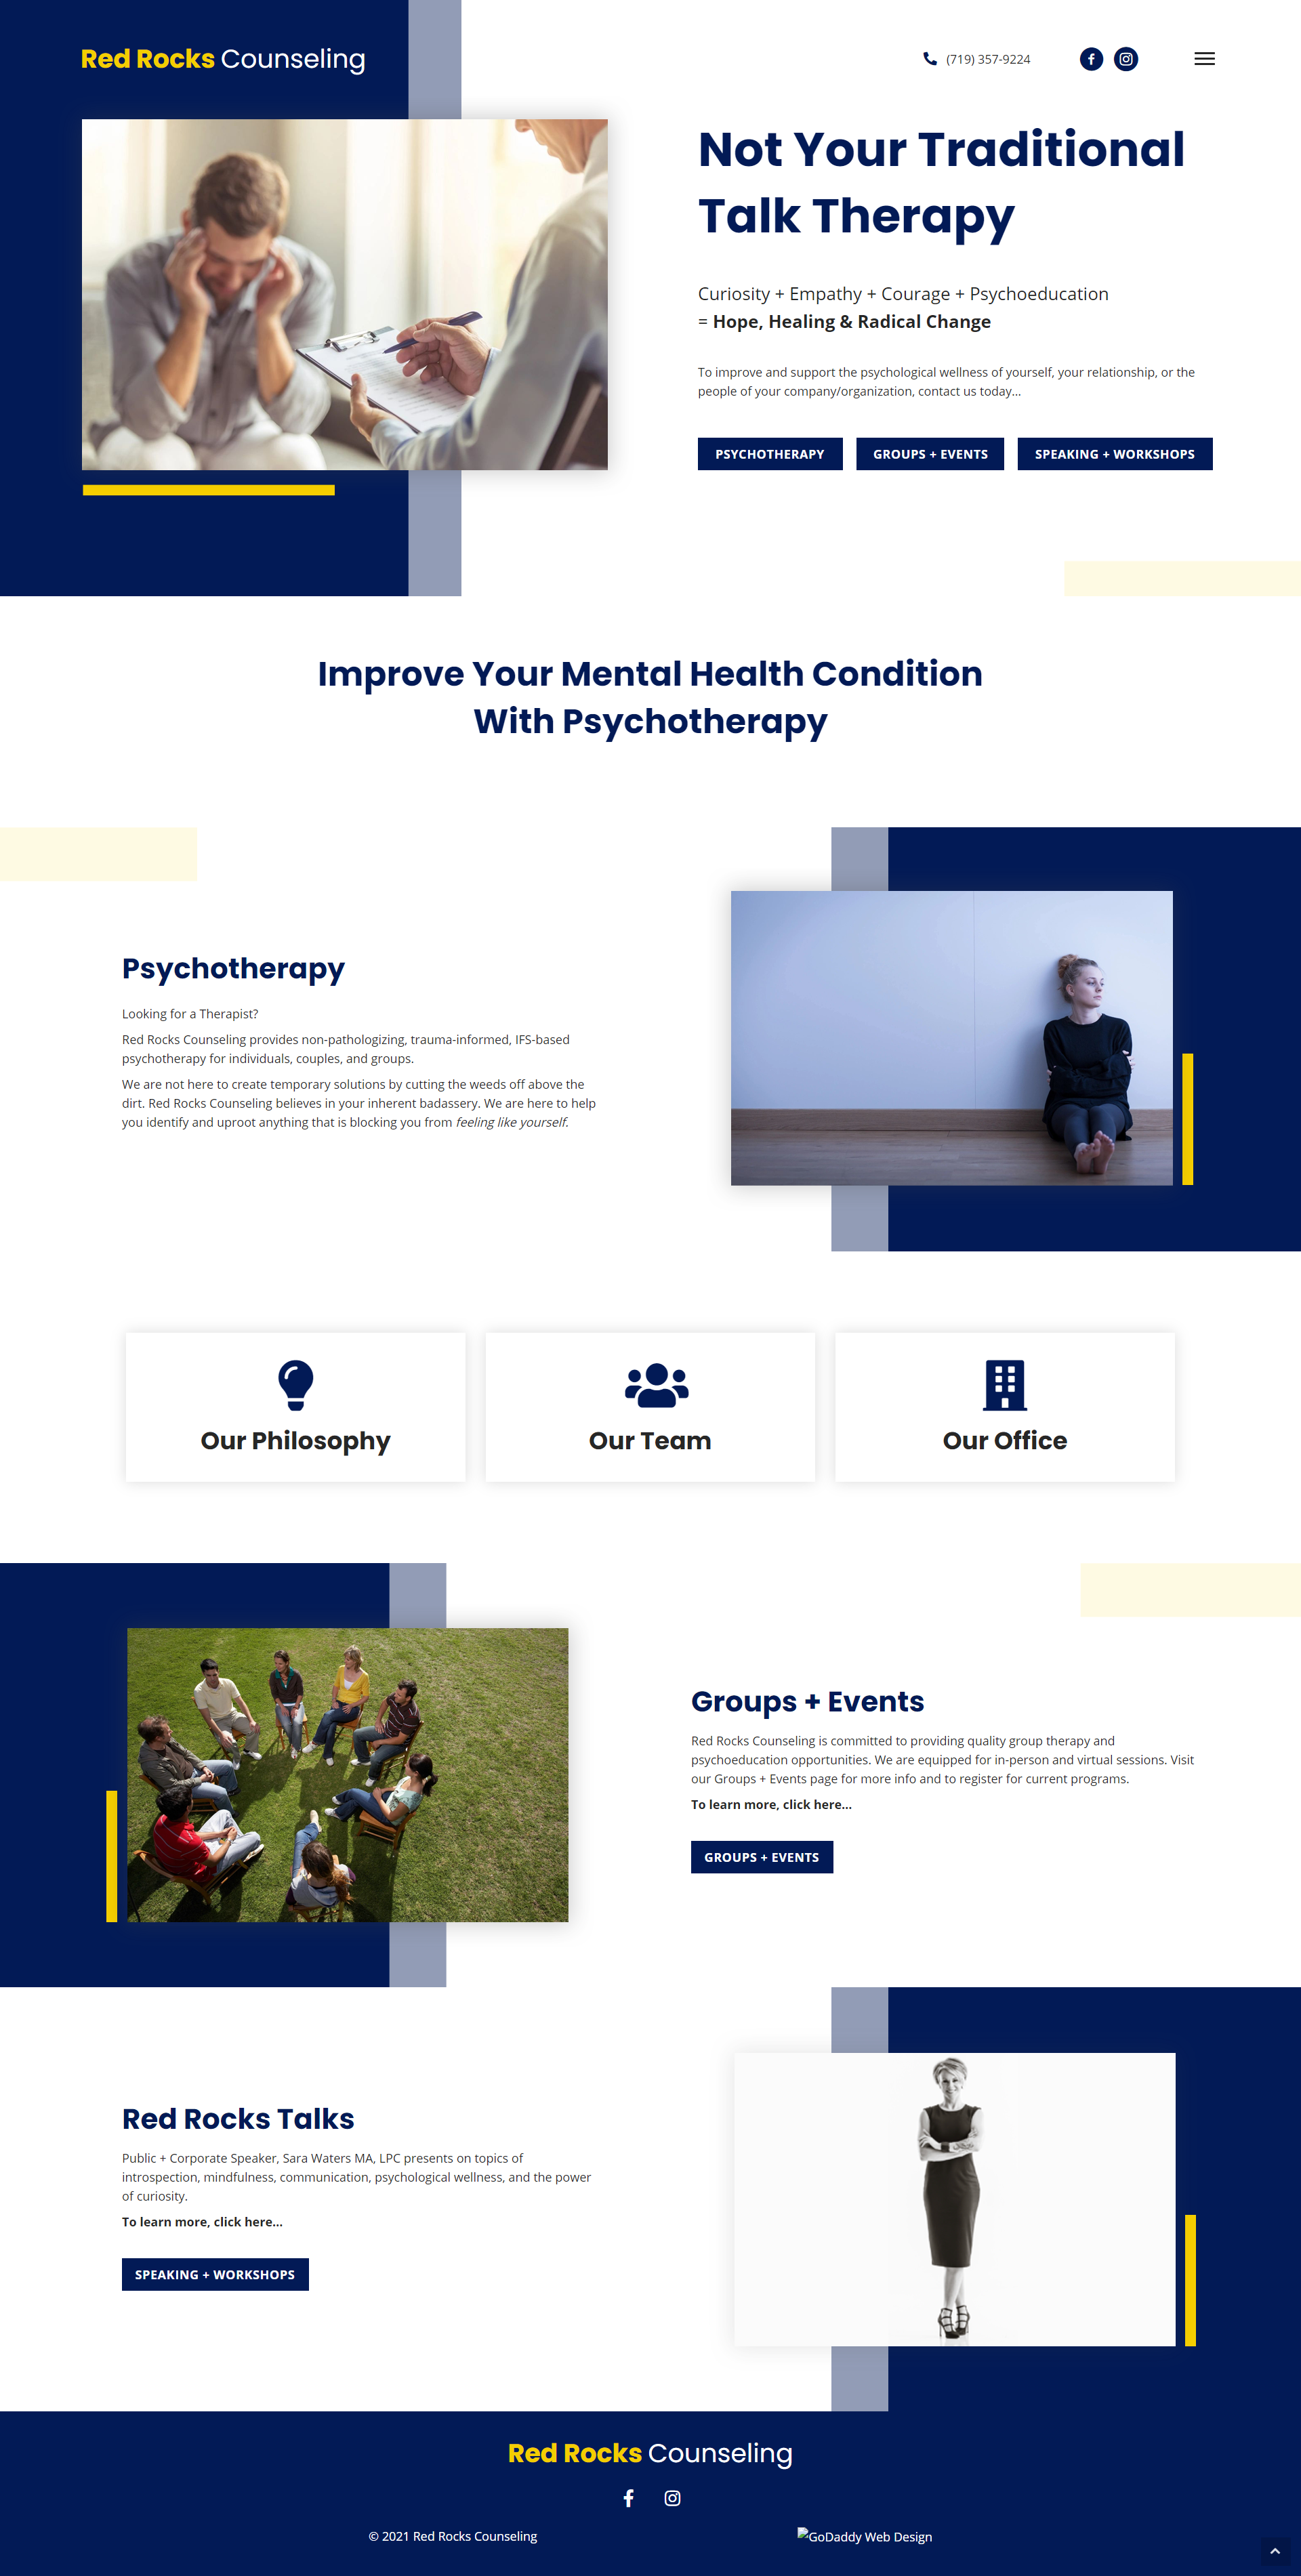 Red Rocks Counseling
(719) 357-9224
Not Your Traditional
Talk Therapy
Curiosity + Empathy + Courage + Psychoeducation
= Hope, Healing & Radical Change
To improve and support the psychological wellness of yourself, your relationship, or the
people of your company/organization, contact us today...
PSYCHOTHERAPY
GROUPS + EVENTS
SPEAKING + WORKSHOPS
Improve Your Mental Health Condition
With Psychotherapy
Psychotherapy
Looking for a Therapist?
Red Rocks Counseling provides non-pathologizing, trauma-informed, IFS-based
psychotherapy for individuals, couples, and groups.
We are not here to create temporary solutions by cutting the weeds off above the
dirt. Red Rocks Counseling believes in your inherent badassery. We are here to help
you identify and uproot anything that is blocking you from feeling like yourself.
Our Philosophy
Our Team
Our Office
Groups + Events
Red Rocks Counseling is committed to providing quality group therapy and
psychoeducation opportunities. We are equipped for in-person and virtual sessions. Visit
our Groups + Events page for more info and to register for current programs.
To learn more, click here...
GROUPS + EVENTS
Red Rocks Talks
Public + Corporate Speaker, Sara Waters MA, LPC presents on topics of
introspection, mindfulness, communication, psychological wellness, and the power
of curiosity.
To learn more, click here...
SPEAKING + WORKSHOPS
Red Rocks Counseling
© 2021 Red Rocks Counseling
GoDaddy Web Design